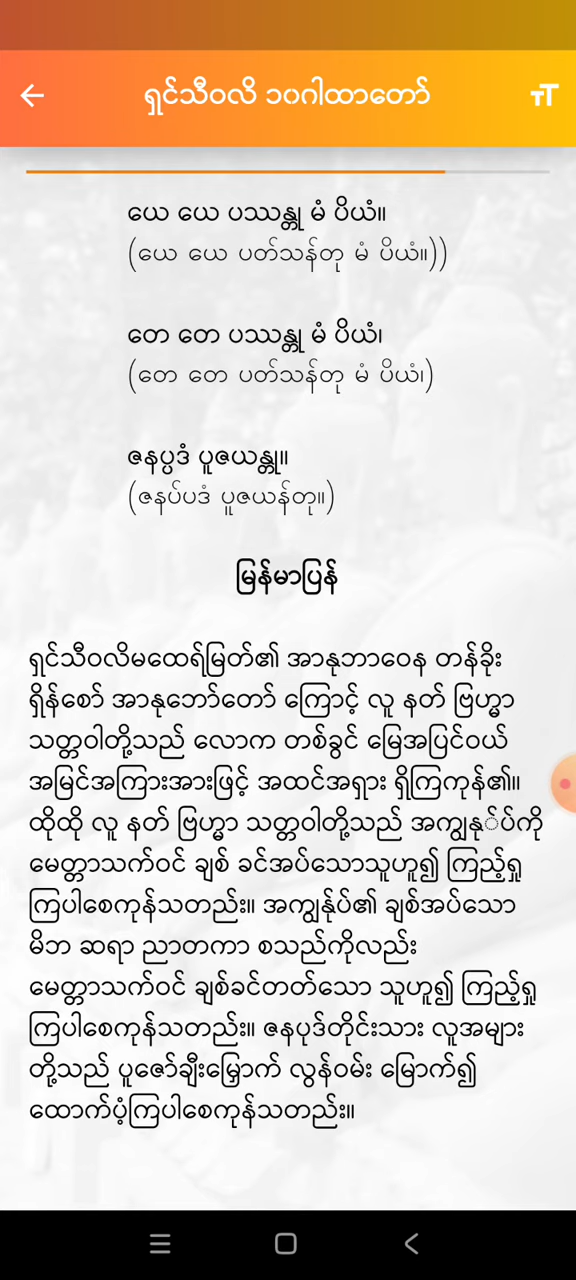 ရှင်သီဝလိ ၁၀ဂါထာတော်
ယေ ယေ ပဿန္တု မံ ပိယံ။
(ယေ ယေ ပတ်သန်တု မံ ပိယံ။))
တေ တေ ပဿန္တု မံ ပိယံ၊
(တေ တေ ပတ်သန်တု မံ ပိယံ၊)
ဇနပ္ပဒံ ပူဇယန္တု။
(ဇနပ်ပဒံ ပူဇယန်တု။)
မြန်မာပြန်
ရှင်သီဝလိမထေရ်မြတ်၏ အာနုဘာဝေန တန်ခိုး
ရှိန်စော် အာနုဘော်တော် ကြောင့် လူ နတ် ဗြဟ္မာ
သတ္တဝါတို့သည် လောက တစ်ခွင် မြေအပြင်ဝယ်
အမြင်အကြားအားဖြင့် အထင်အရှား ရှိကြကုန်၏။
ထိုထို လူ နတ် ဗြဟ္မာ သတ္တဝါတို့သည် အကျွနု်ပ်ကို
မေတ္တာသက်ဝင် ချစ် ခင်အပ်သောသူဟူ၍ ကြည့်ရှု
ကြပါစေကုန်သတည်း။ အကျွန်ုပ်၏ ချစ်အပ်သော
မိဘ ဆရာ ညာတကာ စသည်ကိုလည်း
မေတ္တာသက်ဝင် ချစ်ခင်တတ်သော သူဟူ၍ ကြည့်ရှု
ကြပါစေကုန်သတည်း။ ဇနပုဒ်တိုင်းသား လူအများ
တို့သည် ပူဇော်ချီးမြှောက် လွန်ဝမ်း မြောက်၍
ထောက်ပံ့ကြပါစေကုန်သတည်း။